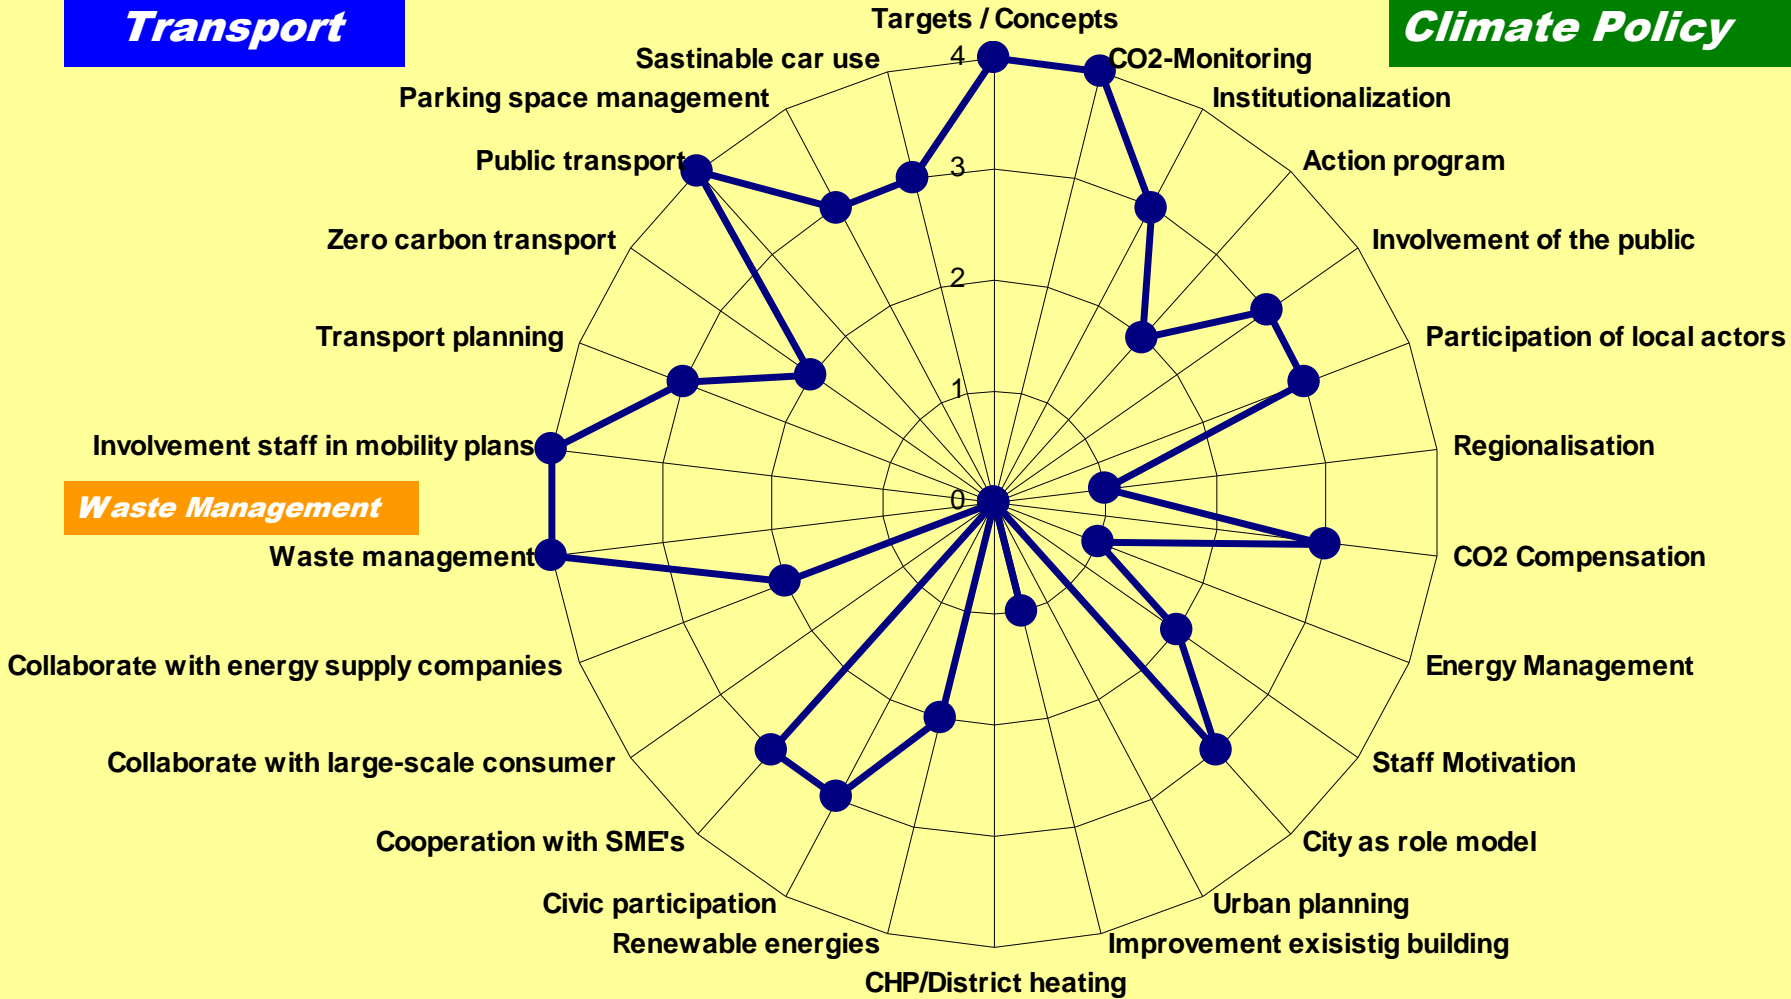 Transport
Targets / Concepts
Climate Policy
Sastinable car use
4
CO2-Monitoring
Parking space management
Institutionalization
Public transport
3
Action program
Zero carbon transport
Involvement of the public
2
Transport planning
Participation of local actors
1
Involvement staff in mobility plans
Regionalisation
Waste Management
0
Waste management
CO2 Compensation
Collaborate with energy supply companies
Energy Management
Collaborate with large-scale consumer
Staff Motivation
Cooperation with SME's
City as role model
Civic participation
Urban planning
Renewable energies
Improvement exisistig building
CHP/District heating